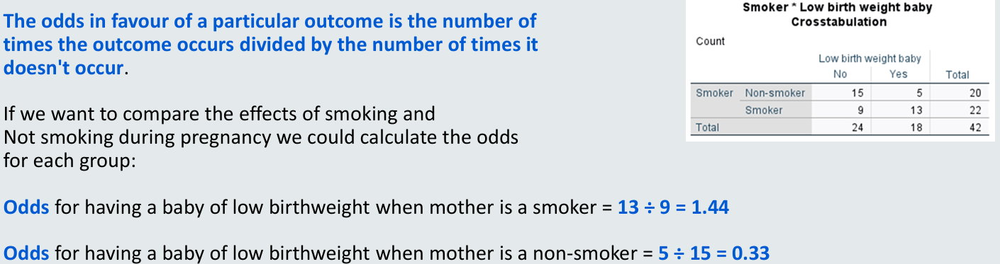 The odds in favour of a particular outcome is the number of
times the outcome occurs divided by the number of times it
doesn't occur.
If we want to compare the effects of smoking and
Not smoking during pregnancy we could calculate the odds
for each group:
Odds for having a baby of low birthweight when mother is a smoker = 13 ÷ 9 = 1.44
Odds for having a baby of low birthweight when mother is a non-smoker = 5 ÷ 15 = 0.33
Smoker * Low birth weight baby
Crosstabulation
Count
Low birth weight baby
No Yes Total
Smoker Non-smoker 15 5 20
Smoker 9 13 22
Total 24 18 42